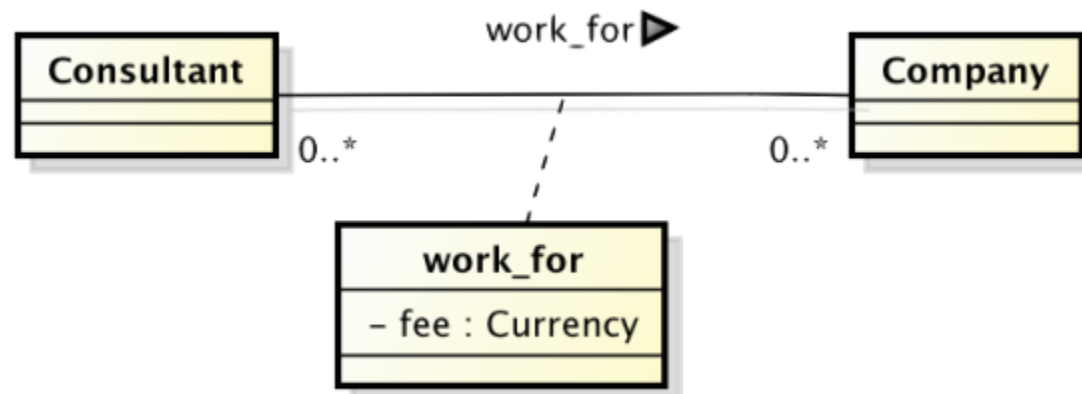 work_for
Consultant
Company
0..*
0..*
work_for
- fee : Currency